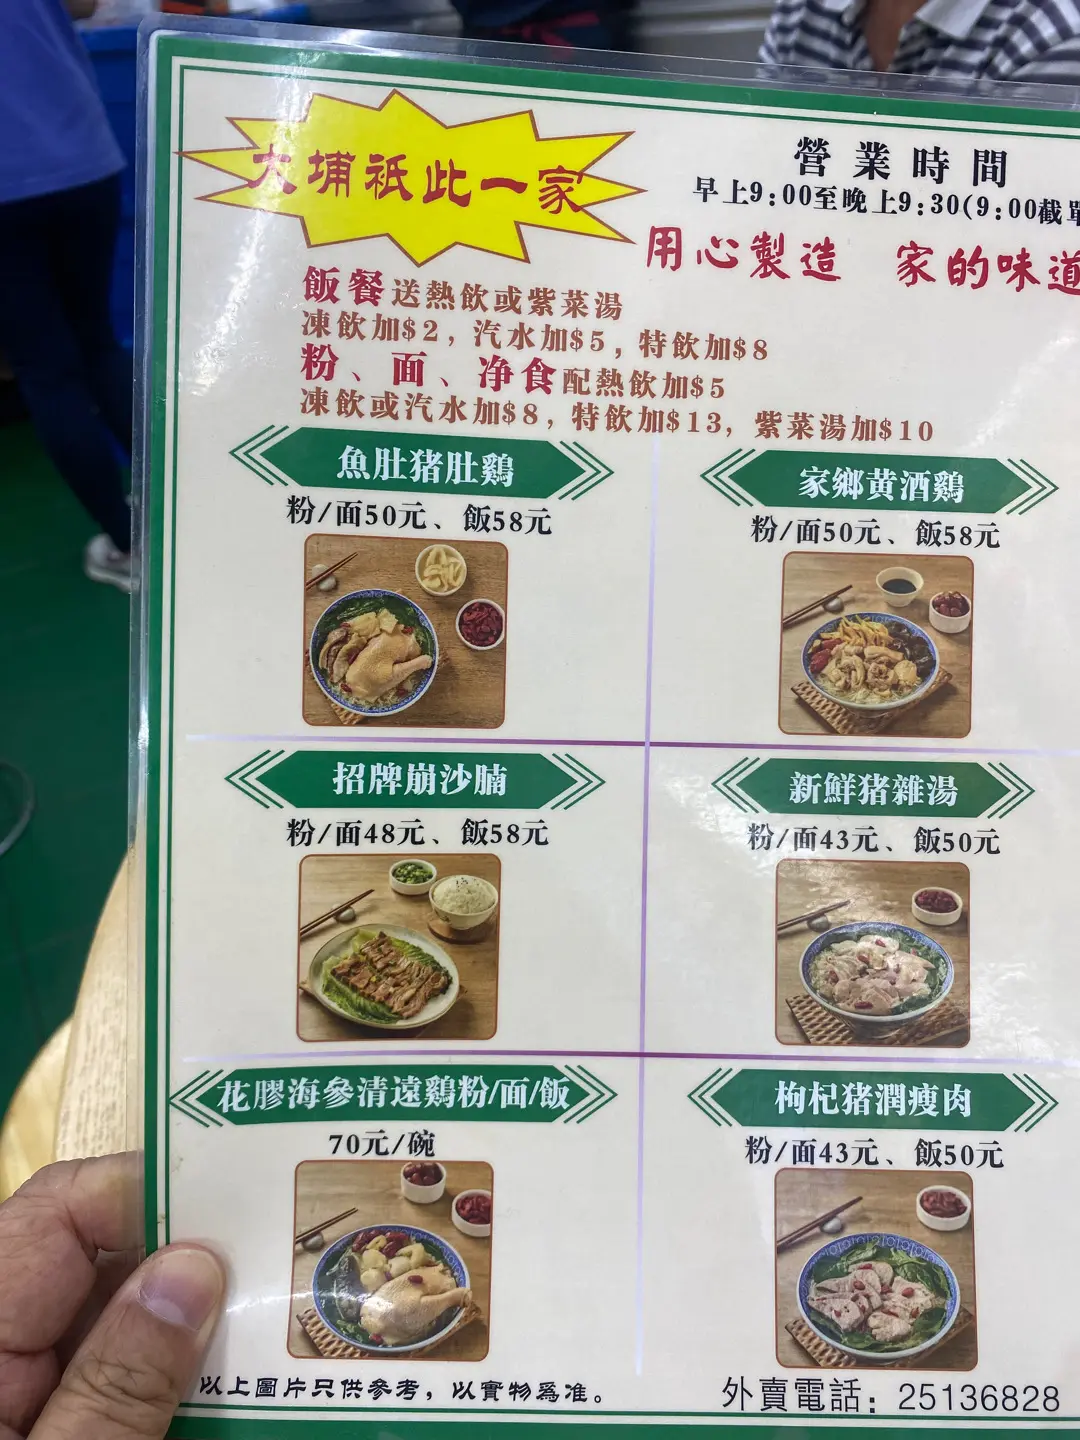 大埔祇此一家
營業時間
早上9:00至晚上9:30(9:00截單
用心製造 家的味道
飯餐送熱飲或紫菜湯
凍飲加$2,汽水加$5,特飲加$8
粉、面、净食配熱飲加$5
凍飲或汽水加$8,特飲加$13,紫菜湯加$10
魚肚猪肚鷄
粉/面50元、飯58元
家鄉黄酒鷄
粉/面50元、飯58元
招牌崩沙腩
粉/面48元、飯58元
新鮮猪雜湯
粉/面43元、飯50元
花膠海參清遠鷄粉/面/飯
70元/碗
枸杞猪潤瘦肉
粉/面43元、飯50元
以上圖片只供參考,以實物爲准。
外賣電話:25136828